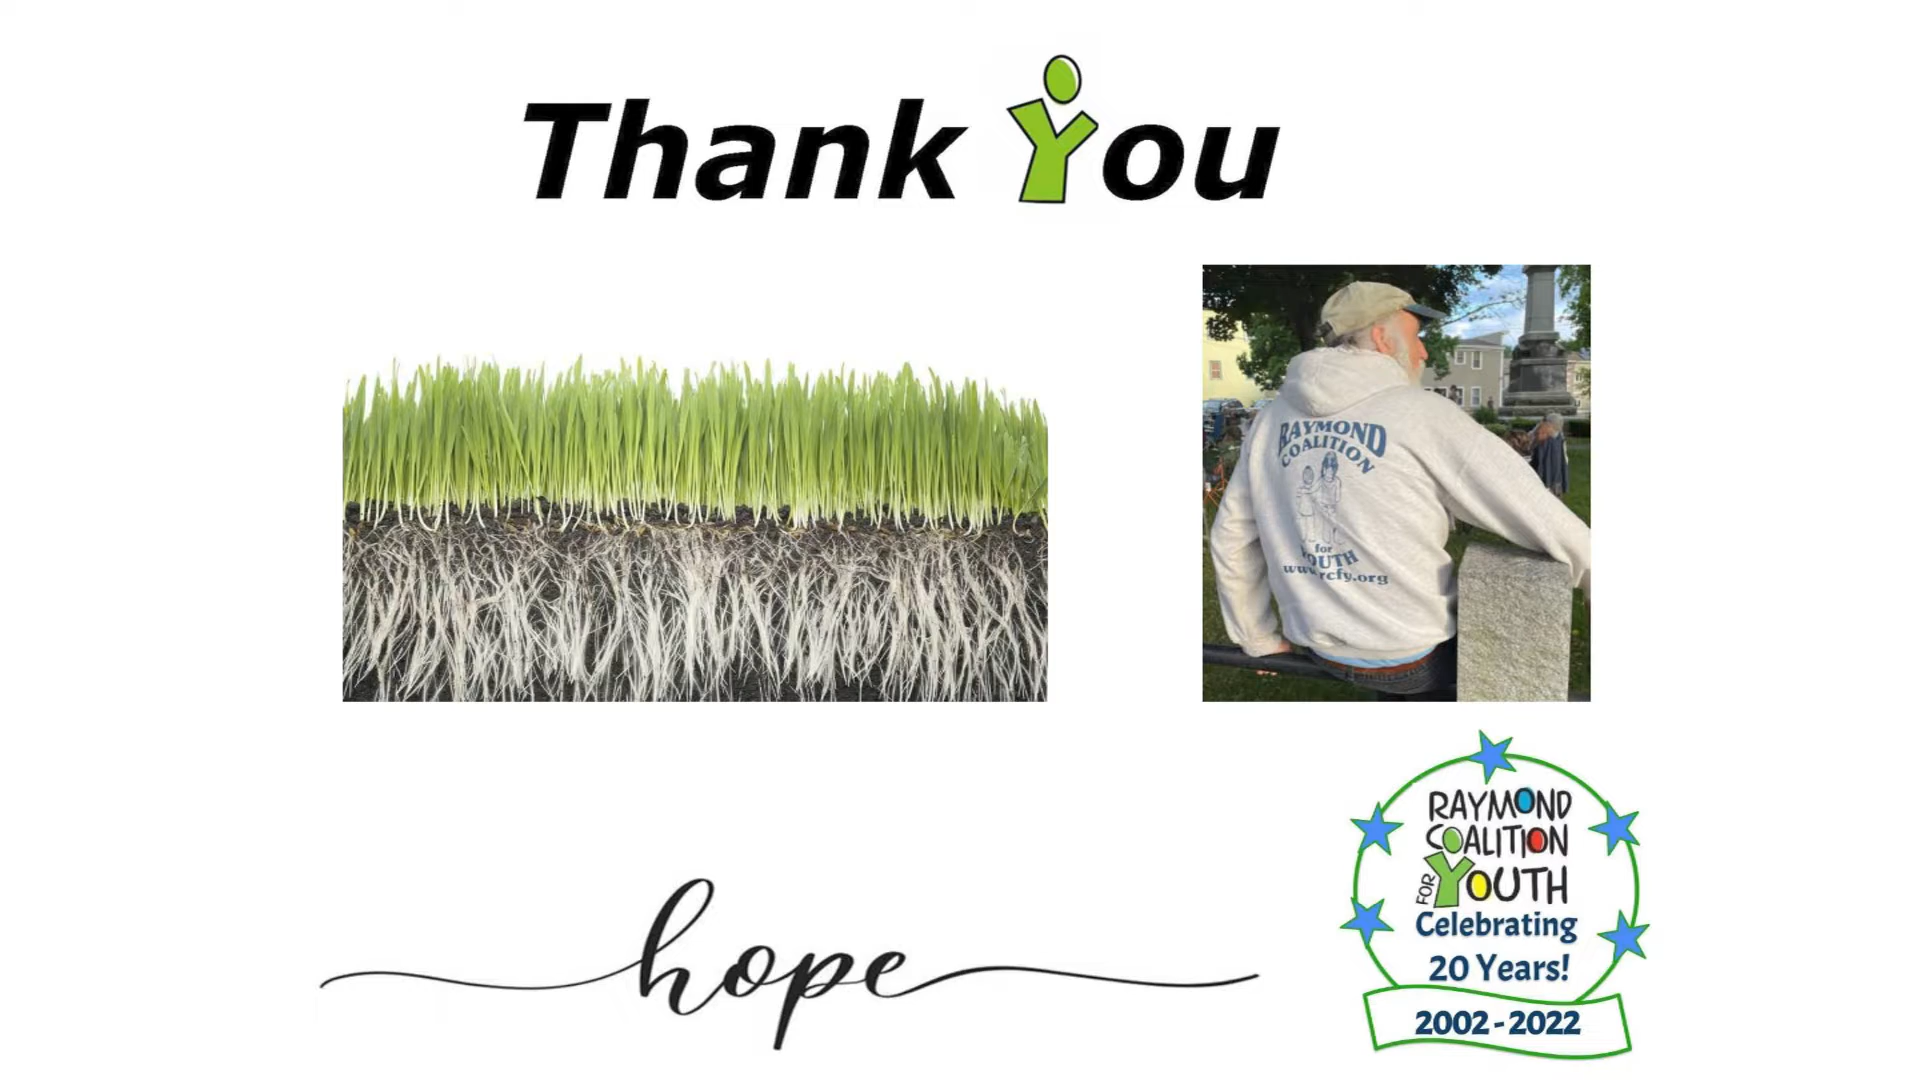 Thank You
RAYMOND
COALITION
for
YOUTH
www.rcfy.org
hope
RAYMOND
COALITION
FOR YOUTH
Celebrating
20 Years!
2002-2022